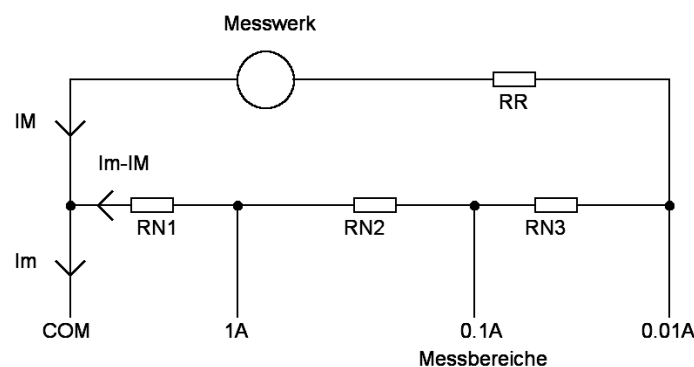 Messwerk
RR
IM
Im-IM
RN1
RN2
RN3
Im
COM
1A
0.1A
0.01A
Messbereiche